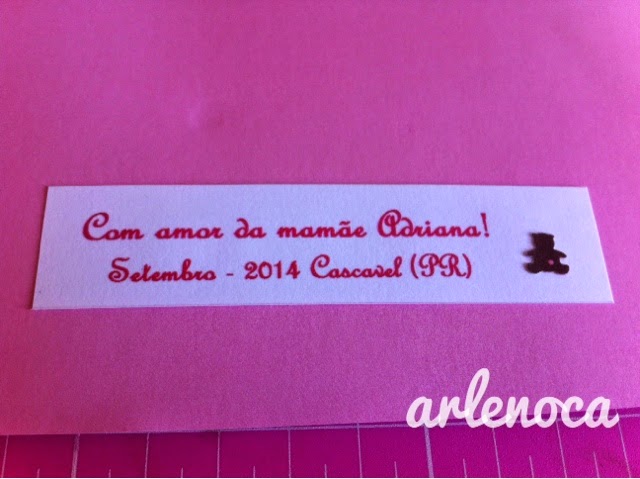 Com amor da mamãe Adriana!
Setembro - 2014 Cascavel (PR)
arlenoca